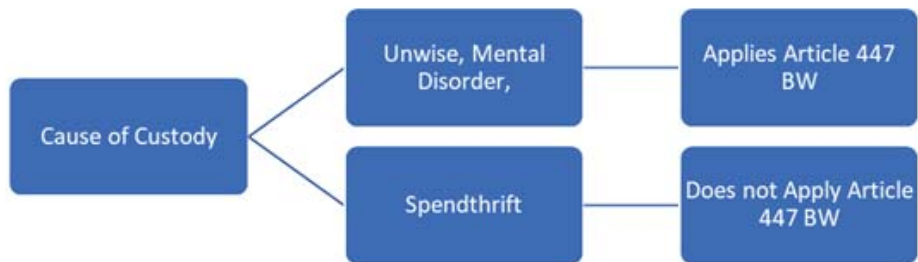 Cause of Custody
Unwise, Mental
Disorder,
Applies Article 447
BW
Spendthrift
Does not Apply Article
447 BW